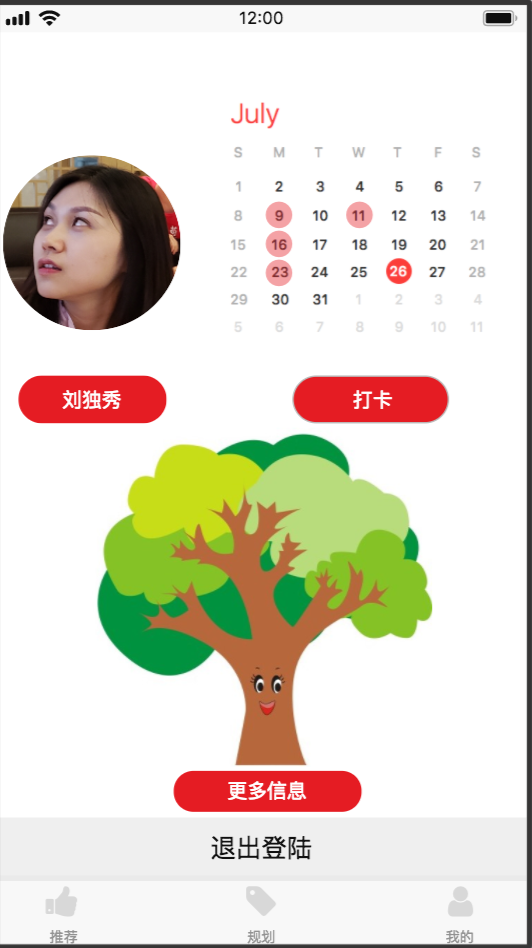 12:00
July
S M T W T F S
1 2 3 4 5 6 7
8 9 10 11 12 13 14
15 16 17 18 19 20 21
22 23 24 25 26 27 28
29 30 31 1 2 3 4
5 6 7 8 9 10 11
刘独秀 打卡
更多信息
退出登陆
推荐 规划 我的